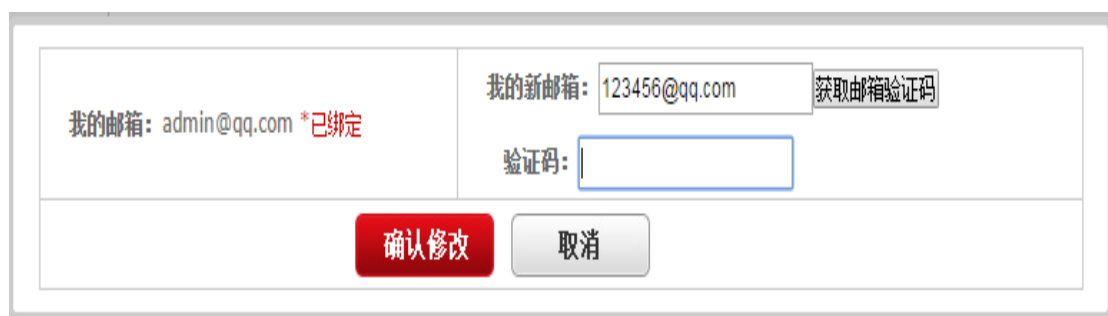 我的邮箱：admin@qq.com *已绑定
我的新邮箱：123456@qq.com 获取邮箱验证码
验证码：
确认修改 取消